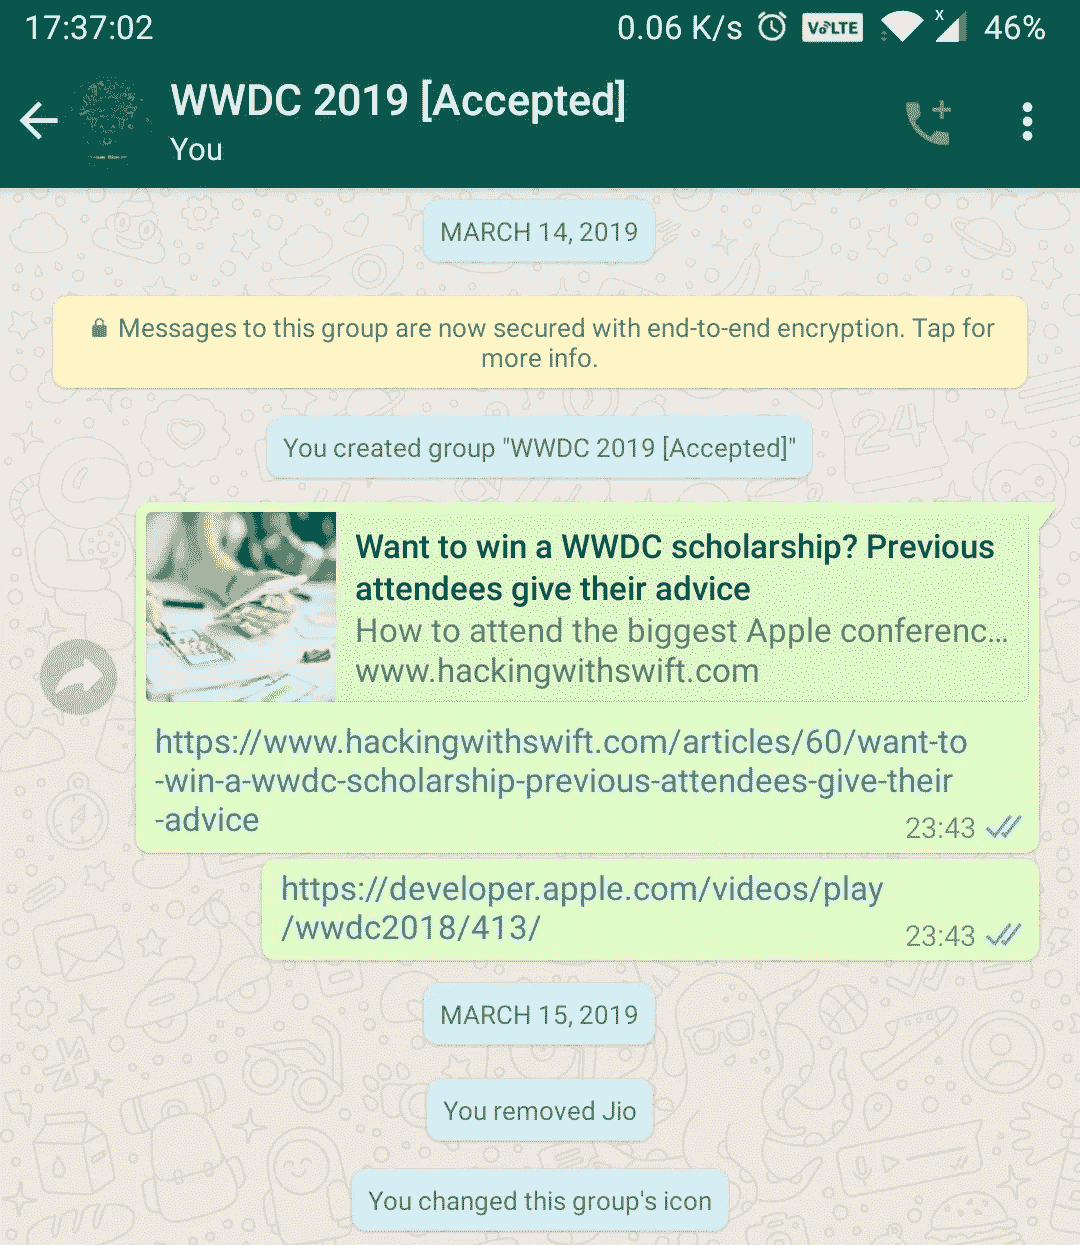 17:37:02
0.06 K/s
VoLTE
x
46%
WWDC 2019 [Accepted]
You
MARCH 14, 2019
Messages to this group are now secured with end-to-end encryption. Tap for
more info.
You created group "WWDC 2019 [Accepted]"
Want to win a WWDC scholarship? Previous
attendees give their advice
How to attend the biggest Apple conferenc...
www.hackingwithswift.com
https://www.hackingwithswift.com/articles/60/want-to
-win-a-wwdc-scholarship-previous-attendees-give-their
-advice
23:43
https://developer.apple.com/videos/play
/wwdc2018/413/
23:43
MARCH 15, 2019
You removed Jio
You changed this group's icon